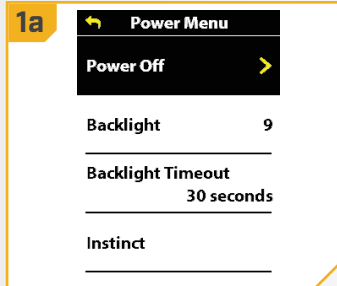 1a
Power Menu
Power Off
Backlight 9
Backlight Timeout
30 seconds
Instinct